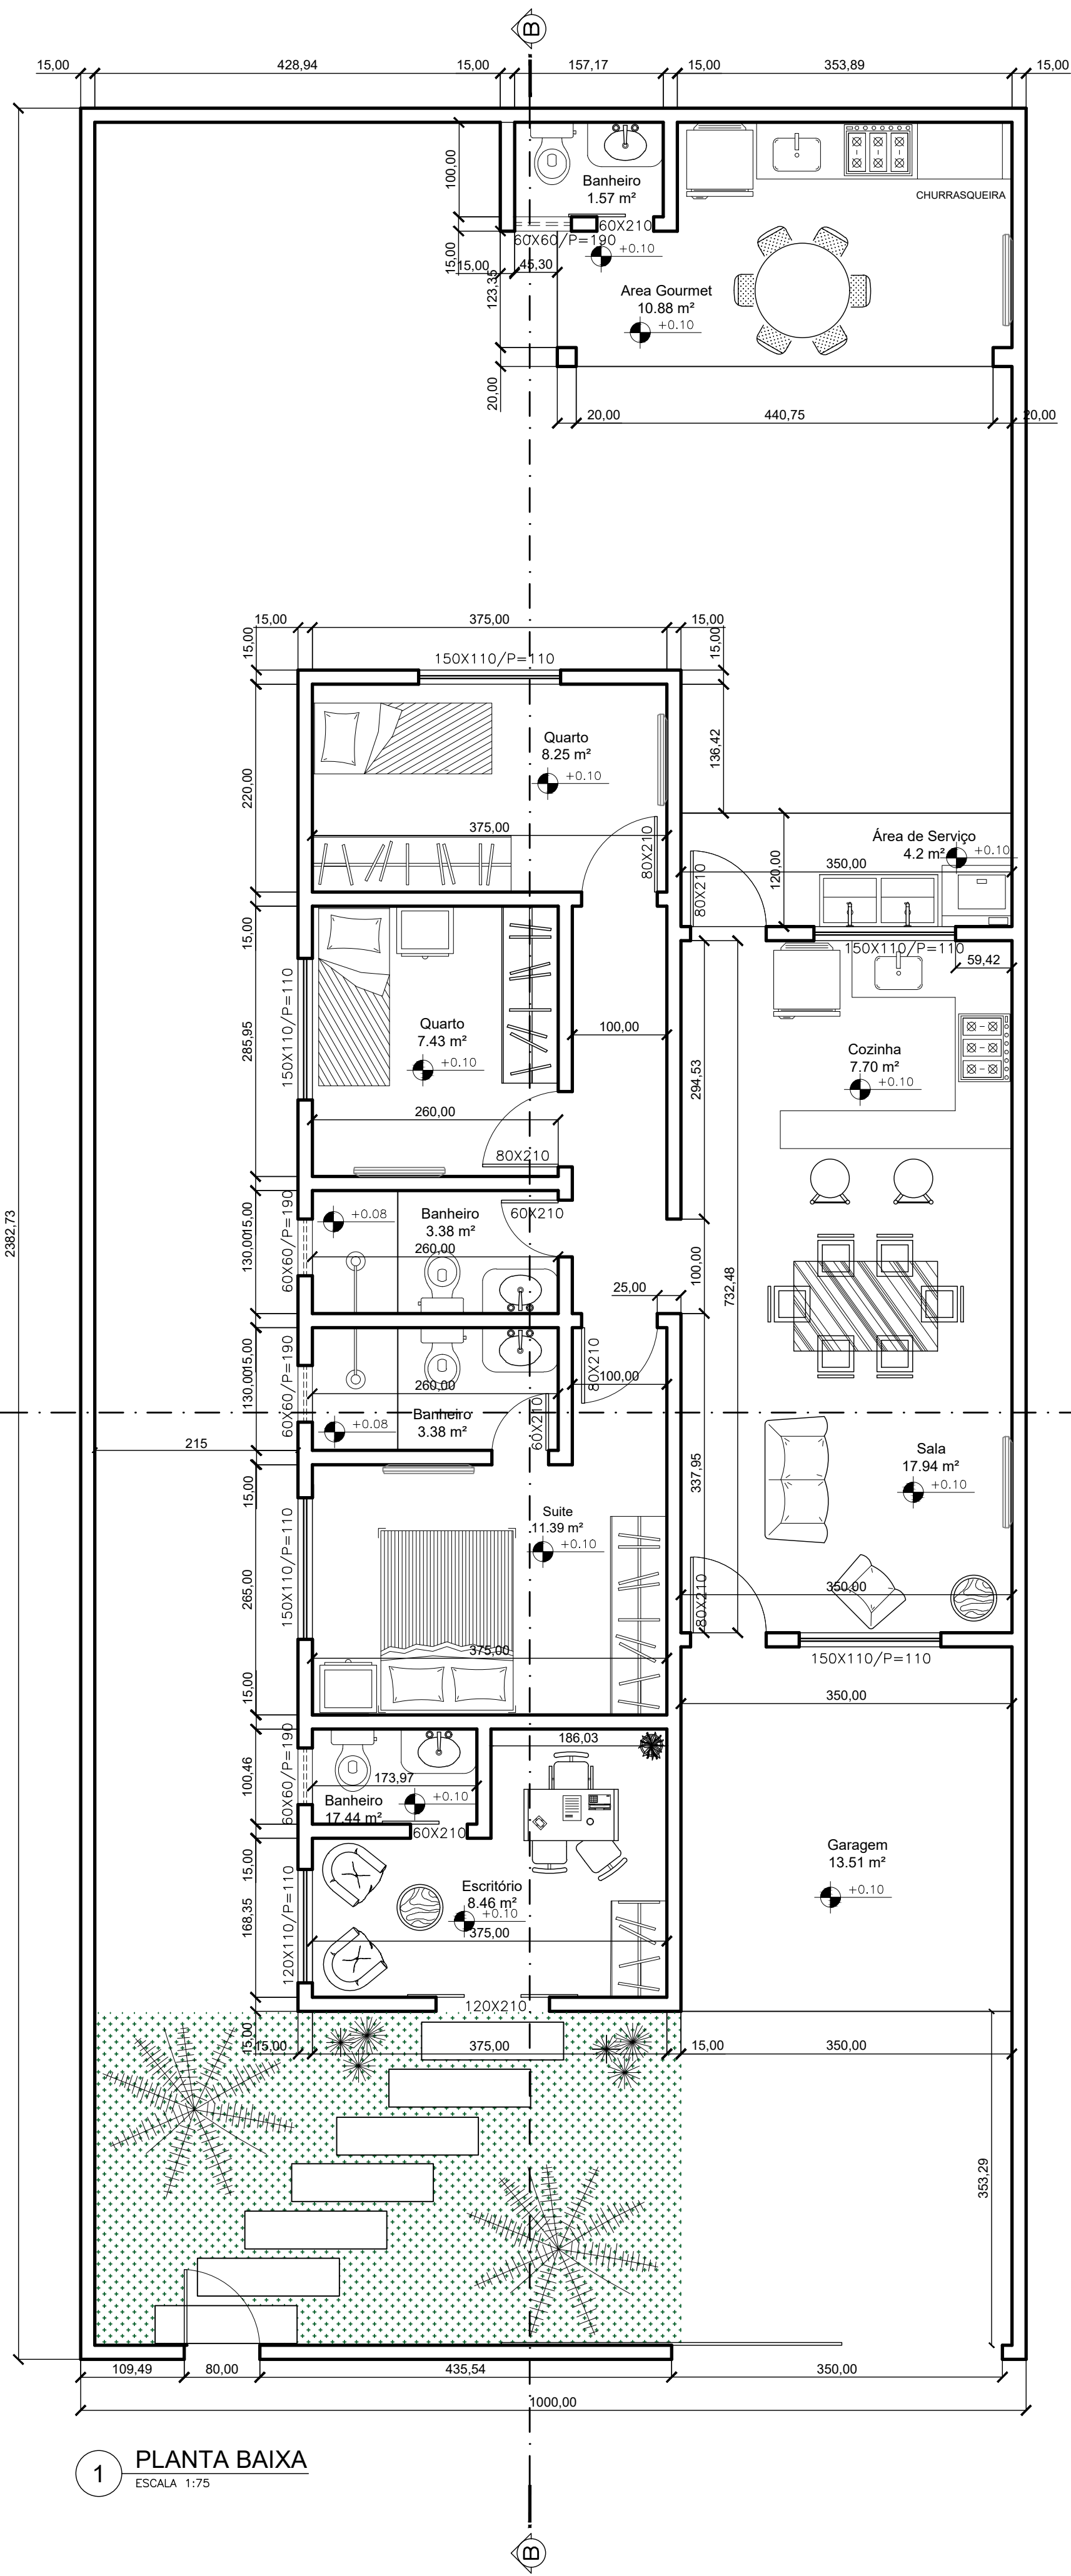 B
15,00
428,94
15,00
157,17
15,00
353,89
15,00
100,00
Banheiro
1.57 m²
CHURRASQUEIRA
60X210
60X60/P=190
+0.10
15,00
15,00
45,30
123,35
Area Gourmet
10.88 m²
+0.10
20,00
20,00
440,75
20,00
15,00
375,00
15,00
15,00
15,00
150X110/P=110
Quarto
8.25 m²
+0.10
136,42
220,00
375,00
80X210
Área de Serviço
4.2 m²
+0.10
350,00
120,00
80X210
15,00
150X110/P=110
59,42
150X110/P=110
285,95
Quarto
7.43 m²
+0.10
100,00
294,53
Cozinha
7.70 m²
+0.10
260,00
80X210
2382,73
15,00
130,00
60X60/P=190
+0.08
Banheiro
3.38 m²
60X210
260,00
100,00
732,48
25,00
15,00
130,00
60X60/P=190
80X210
100,00
260,00
Banheiro
3.38 m²
+0.08
60X210
215
337,95
Sala
17.94 m²
+0.10
15,00
Suite
11.39 m²
+0.10
150X110/P=110
265,00
80X210
350,00
375,00
150X110/P=110
15,00
350,00
186,03
60X60/P=190
100,46
173,97
Banheiro
17.44 m²
+0.10
60X210
Garagem
13.51 m²
+0.10
15,00
Escritório
8.46 m²
+0.10
120X110/P=110
168,35
375,00
120X210
15,00
15,00
375,00
15,00
350,00
353,29
109,49
80,00
435,54
350,00
1000,00
1
PLANTA BAIXA
ESCALA 1:75
B